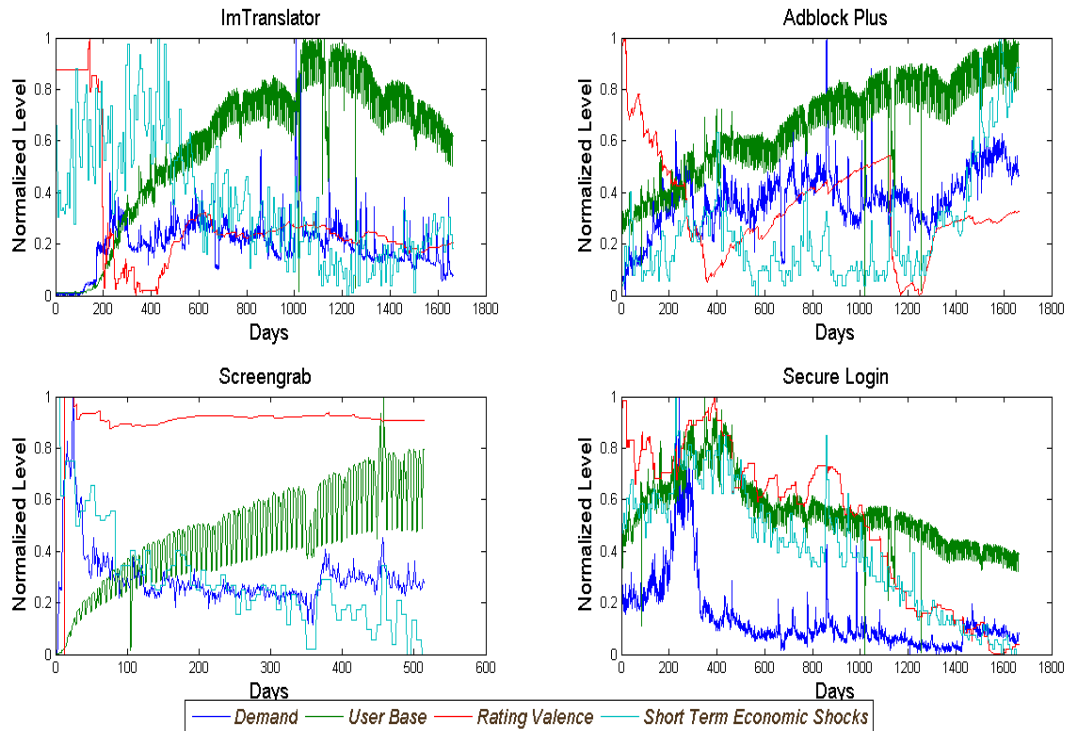 ImTranslator
Adblock Plus
Normalized Level
1
0.8
0.6
0.4
0.2
0
0 200 400 600 800 1000 1200 1400 1600 1800
Days
Normalized Level
1
0.8
0.6
0.4
0.2
0
0 200 400 600 800 1000 1200 1400 1600 1800
Days
Screengrab
Secure Login
Normalized Level
1
0.8
0.6
0.4
0.2
0
0 100 200 300 400 500 600
Days
Normalized Level
1
0.8
0.6
0.4
0.2
0
0 200 400 600 800 1000 1200 1400 1600 1800
Days
Demand User Base Rating Valence Short Term Economic Shocks